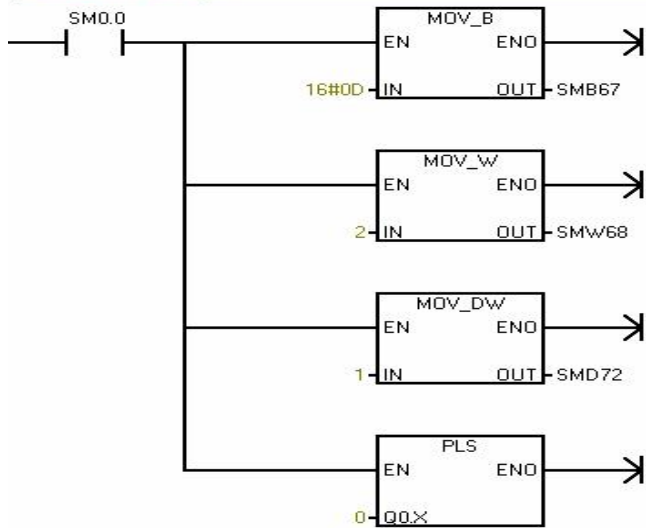 SM0.0
MOV_B
EN ENO
16#0D IN OUT SMB67
MOV_W
EN ENO
2 IN OUT SMW68
MOV_DW
EN ENO
1 IN OUT SMD72
PLS
EN ENO
0 Q0.X